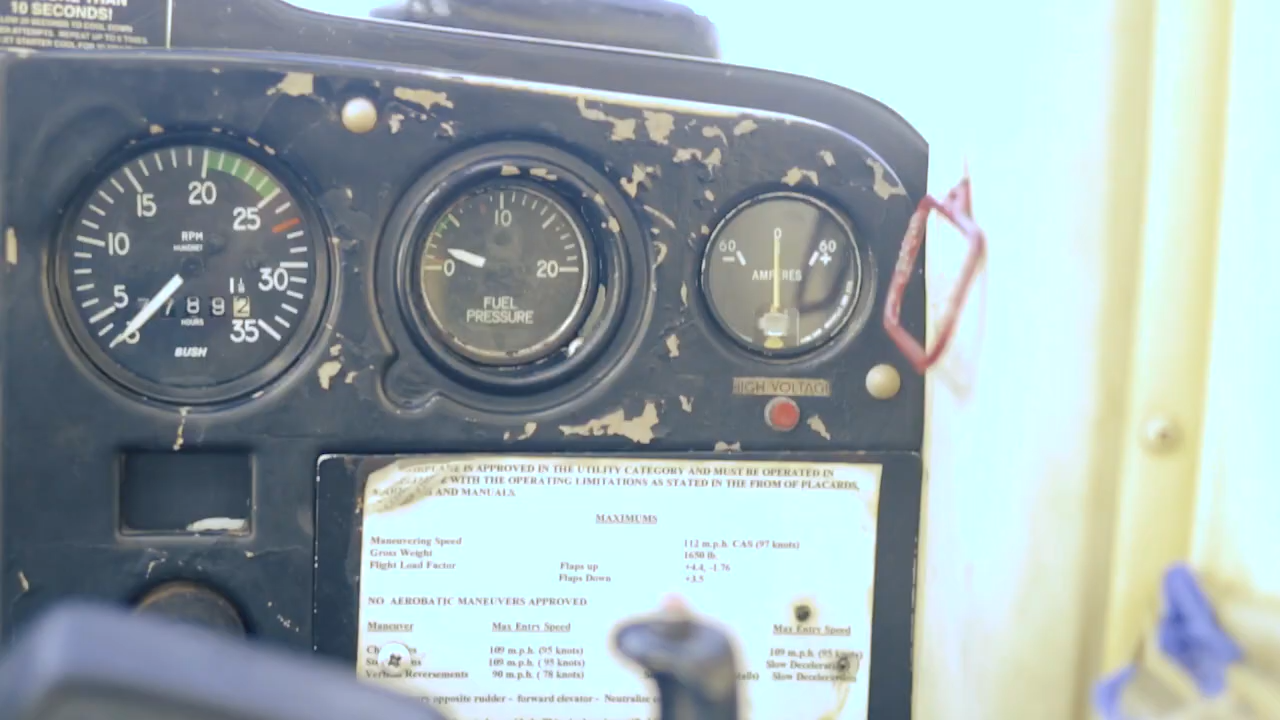 10 SECONDS!
20
15
25
RPM
HUNDRED
10
30
5
8 9 2
HOURS
35
BUSH
10
0
20
FUEL
PRESSURE
0
60
60
- +
AMPERES
HIGH VOLTAGE
IS APPROVED IN THE UTILITY CATEGORY AND MUST BE OPERATED IN
WITH THE OPERATING LIMITATIONS AS STATED IN THE FROM OF PLACARDS,
AND MANUALS.
MAXIMUMS
Maneuvering Speed 112 m.p.h. CAS (97 knots)
Gross Weight 1650 lb.
Flight Load Factor Flaps up +4.4, -1.76
Flaps Down +3.5
NO AEROBATIC MANEUVERS APPROVED
Maneuver Max Entry Speed Max Entry Speed
109 m.p.h. (95 knots) 109 m.p.h. (95 knots)
109 m.p.h. ( 95 knots) Slow Deceleration
Reversements 90 m.p.h. ( 78 knots) Slow Deceleration
opposite rudder - forward elevator - Neutralize